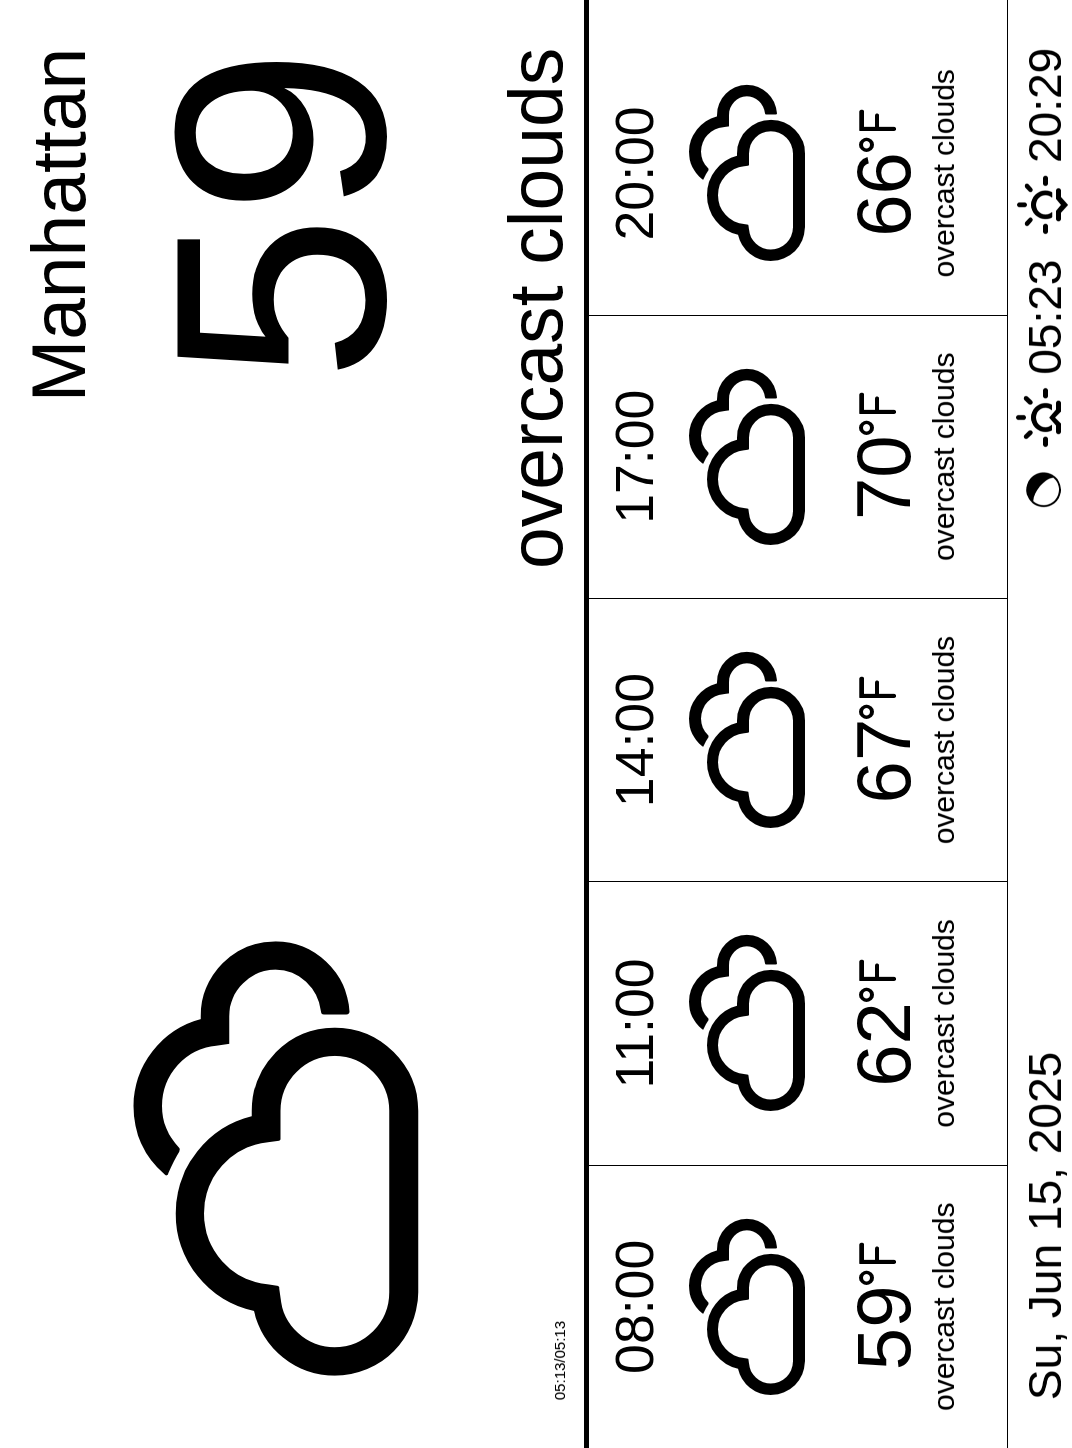 Manhattan
59
overcast clouds
05:13/05:13
08:00
59°F
overcast clouds
11:00
62°F
overcast clouds
14:00
67°F
overcast clouds
17:00
70°F
overcast clouds
20:00
66°F
overcast clouds
Su, Jun 15, 2025
05:23 20:29